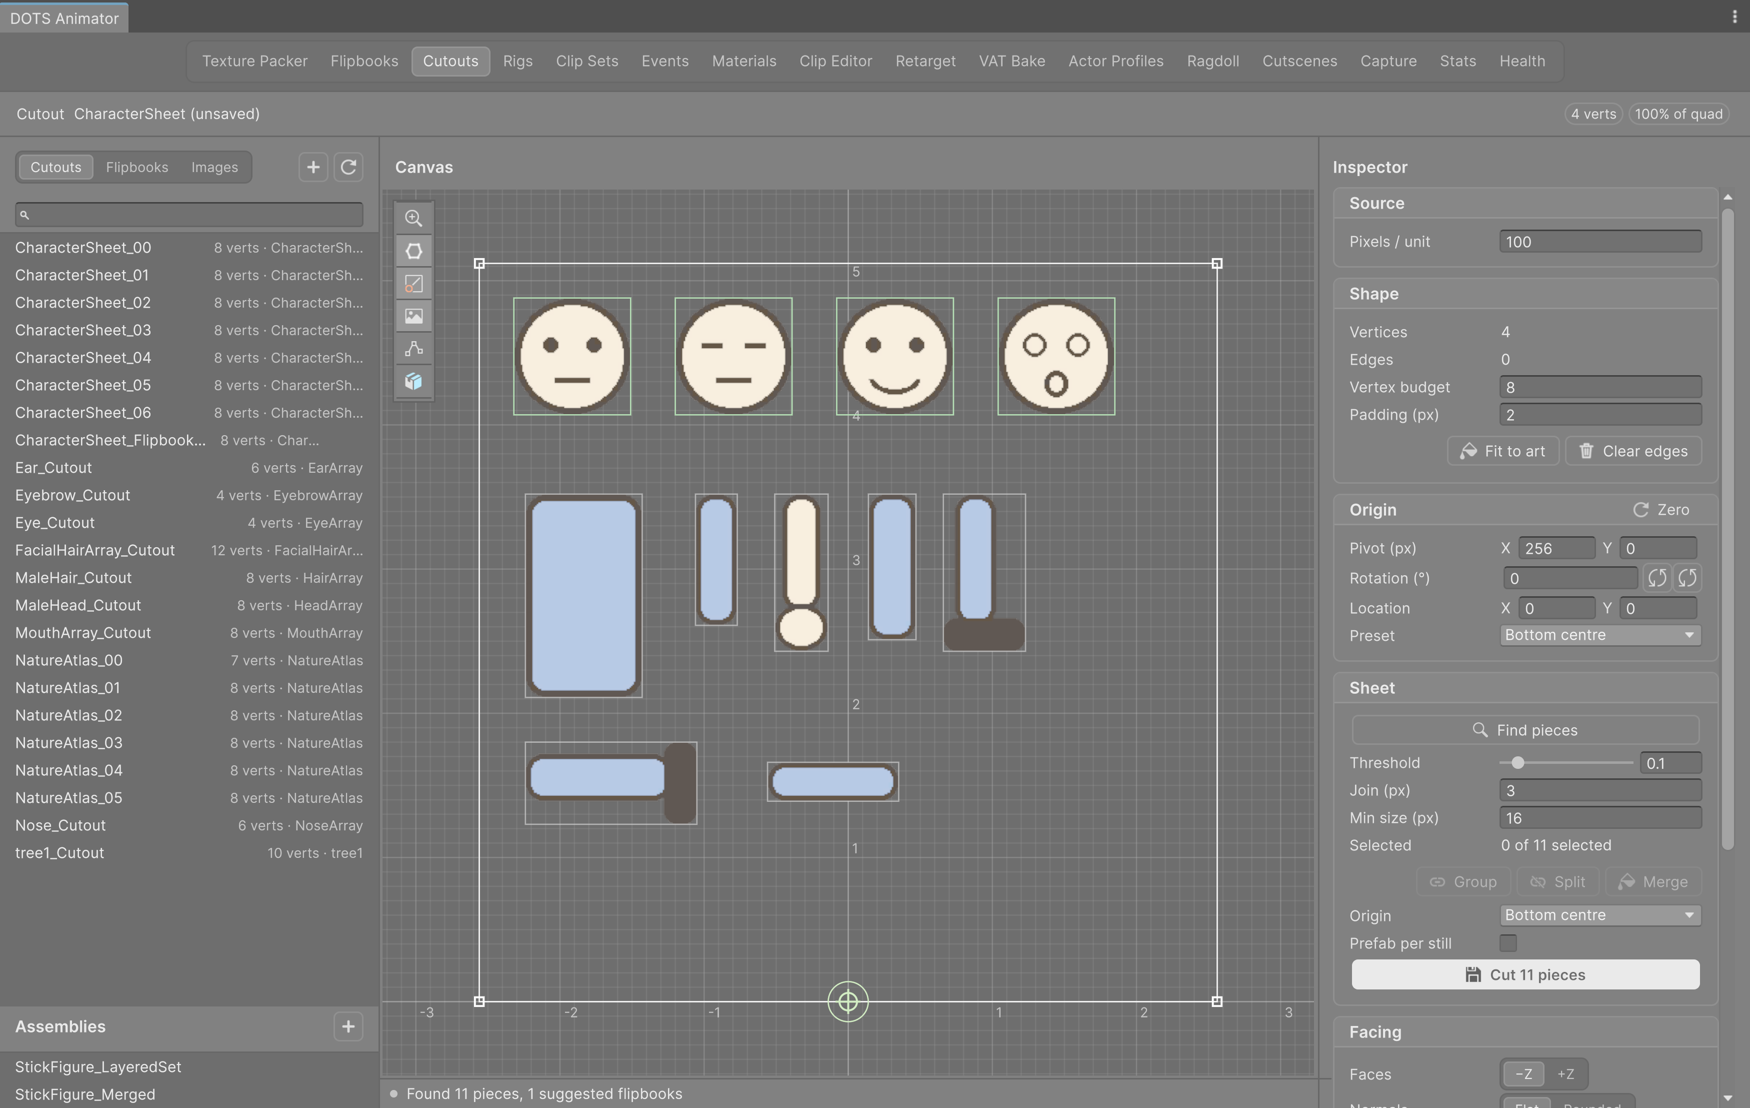 DOTS Animator
Texture Packer Flipbooks Cutouts Rigs Clip Sets Events Materials Clip Editor Retarget VAT Bake Actor Profiles Ragdoll Cutscenes Capture Stats Health
Cutout CharacterSheet (unsaved) 4 verts 100% of quad
Cutouts Flipbooks Images
CharacterSheet_00 8 verts · CharacterSh...
CharacterSheet_01 8 verts · CharacterSh...
CharacterSheet_02 8 verts · CharacterSh...
CharacterSheet_03 8 verts · CharacterSh...
CharacterSheet_04 8 verts · CharacterSh...
CharacterSheet_05 8 verts · CharacterSh...
CharacterSheet_06 8 verts · CharacterSh...
CharacterSheet_Flipbook... 8 verts · Char...
Ear_Cutout 6 verts · EarArray
Eyebrow_Cutout 4 verts · EyebrowArray
Eye_Cutout 4 verts · EyeArray
FacialHairArray_Cutout 12 verts · FacialHairAr...
MaleHair_Cutout 8 verts · HairArray
MaleHead_Cutout 8 verts · HeadArray
MouthArray_Cutout 8 verts · MouthArray
NatureAtlas_00 7 verts · NatureAtlas
NatureAtlas_01 8 verts · NatureAtlas
NatureAtlas_02 8 verts · NatureAtlas
NatureAtlas_03 8 verts · NatureAtlas
NatureAtlas_04 8 verts · NatureAtlas
NatureAtlas_05 8 verts · NatureAtlas
Nose_Cutout 6 verts · NoseArray
tree1_Cutout 10 verts · tree1
Assemblies
StickFigure_LayeredSet
StickFigure_Merged
Canvas
5
4
3
2
1
-3 -2 -1 1 2 3
Found 11 pieces, 1 suggested flipbooks
Inspector
Source
Pixels / unit 100
Shape
Vertices 4
Edges 0
Vertex budget 8
Padding (px) 2
Fit to art Clear edges
Origin Zero
Pivot (px) X 256 Y 0
Rotation (°) 0
Location X 0 Y 0
Preset Bottom centre
Sheet
Find pieces
Threshold 0.1
Join (px) 3
Min size (px) 16
Selected 0 of 11 selected
Group Split Merge
Origin Bottom centre
Prefab per still
Cut 11 pieces
Facing
Faces −Z +Z